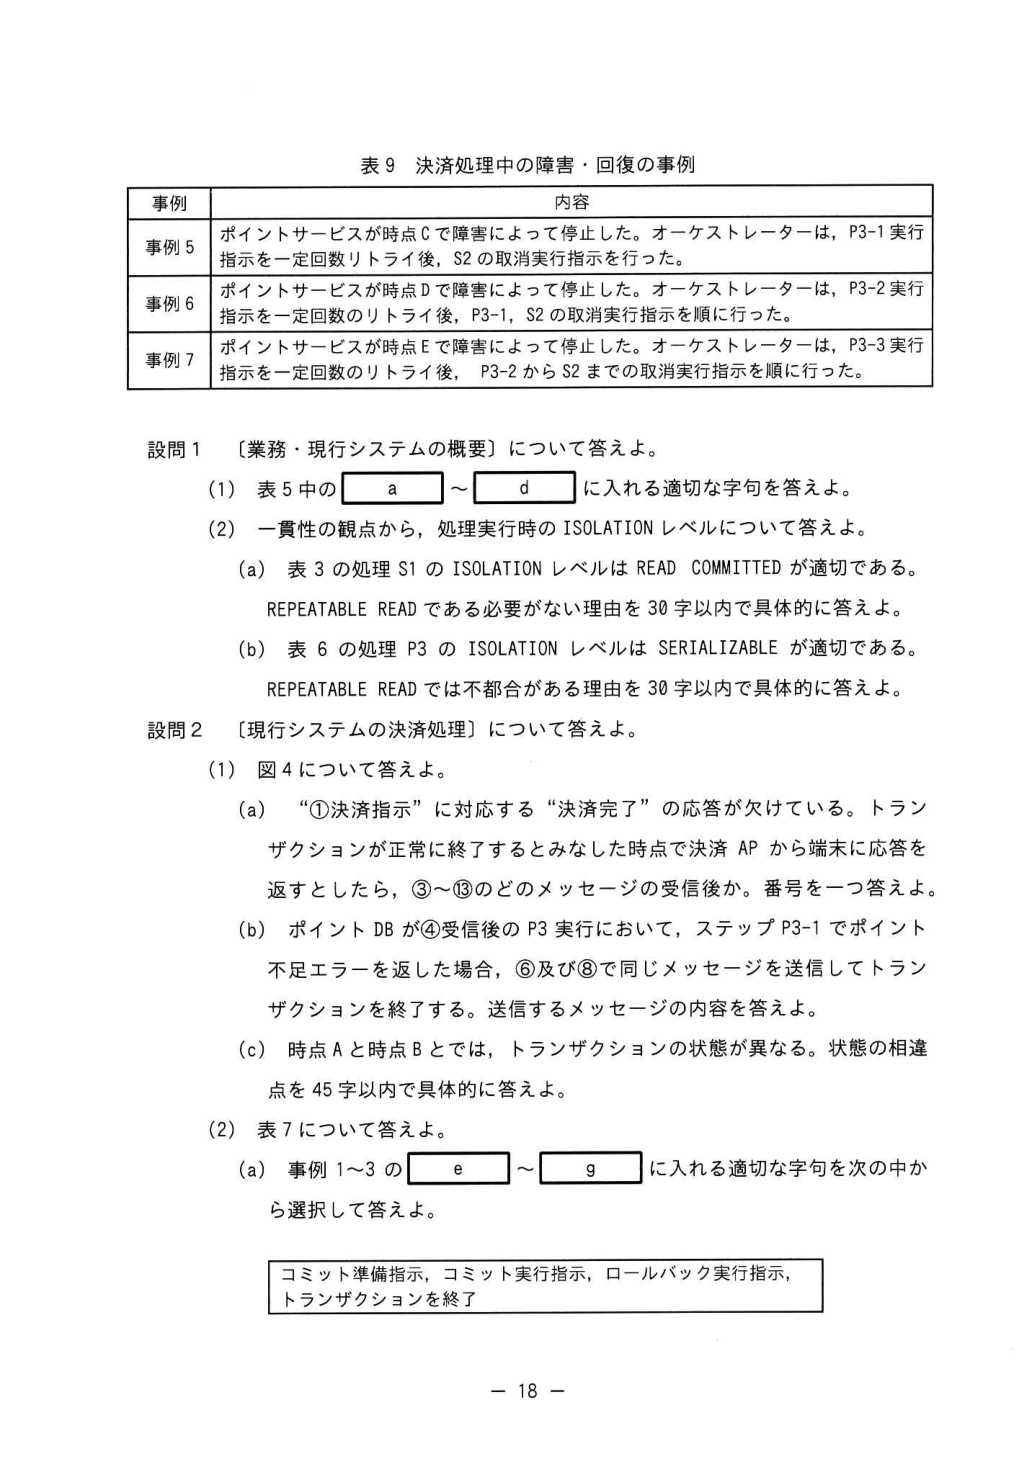 表9 決済処理中の障害・回復の事例
事例 内容
事例5 ポイントサービスが時点Cで障害によって停止した。オーケストレーターは，P3-1実行
指示を一定回数リトライ後，S2の取消実行指示を行った。
事例6 ポイントサービスが時点Dで障害によって停止した。オーケストレーターは，P3-2実行
指示を一定回数のリトライ後，P3-1，S2の取消実行指示を順に行った。
事例7 ポイントサービスが時点Eで障害によって停止した。オーケストレーターは，P3-3実行
指示を一定回数のリトライ後， P3-2からS2までの取消実行指示を順に行った。
設問1 〔業務・現行システムの概要〕について答えよ。
(1) 表5中の a ～ d に入れる適切な字句を答えよ。
(2) 一貫性の観点から，処理実行時のISOLATIONレベルについて答えよ。
(a) 表3の処理S1のISOLATIONレベルはREAD COMMITTEDが適切である。
REPEATABLE READである必要がない理由を30字以内で具体的に答えよ。
(b) 表6の処理P3のISOLATIONレベルはSERIALIZABLEが適切である。
REPEATABLE READでは不都合がある理由を30字以内で具体的に答えよ。
設問2 〔現行システムの決済処理〕について答えよ。
(1) 図4について答えよ。
(a) “①決済指示”に対応する“決済完了”の応答が欠けている。トラン
ザクションが正常に終了するとみなした時点で決済APから端末に応答を
返すとしたら，③～⑬のどのメッセージの受信後か。番号を一つ答えよ。
(b) ポイントDBが④受信後のP3実行において，ステップP3-1でポイント
不足エラーを返した場合，⑥及び⑧で同じメッセージを送信してトラン
ザクションを終了する。送信するメッセージの内容を答えよ。
(c) 時点Aと時点Bとでは，トランザクションの状態が異なる。状態の相違
点を45字以内で具体的に答えよ。
(2) 表7について答えよ。
(a) 事例1～3の e ～ g に入れる適切な字句を次の中か
ら選択して答えよ。
コミット準備指示，コミット実行指示，ロールバック実行指示，
トランザクションを終了
－ 18 －